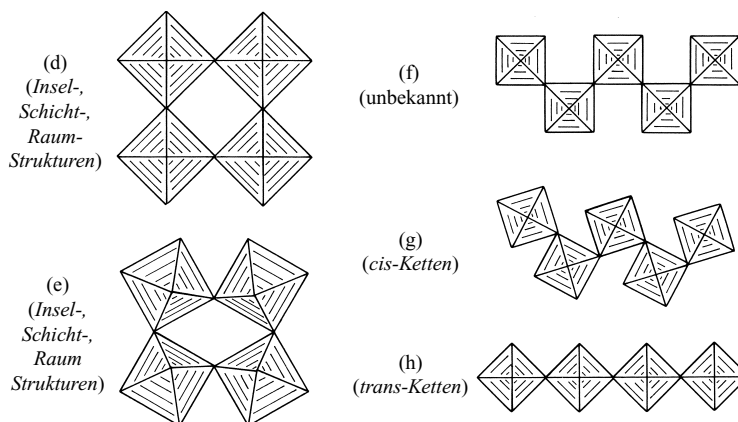 (d)
(Insel-,
Schicht-,
Raum-
Strukturen)
(e)
(Insel-,
Schicht-,
Raum
Strukturen)
(f)
(unbekannt)
(g)
(cis-Ketten)
(h)
(trans-Ketten)